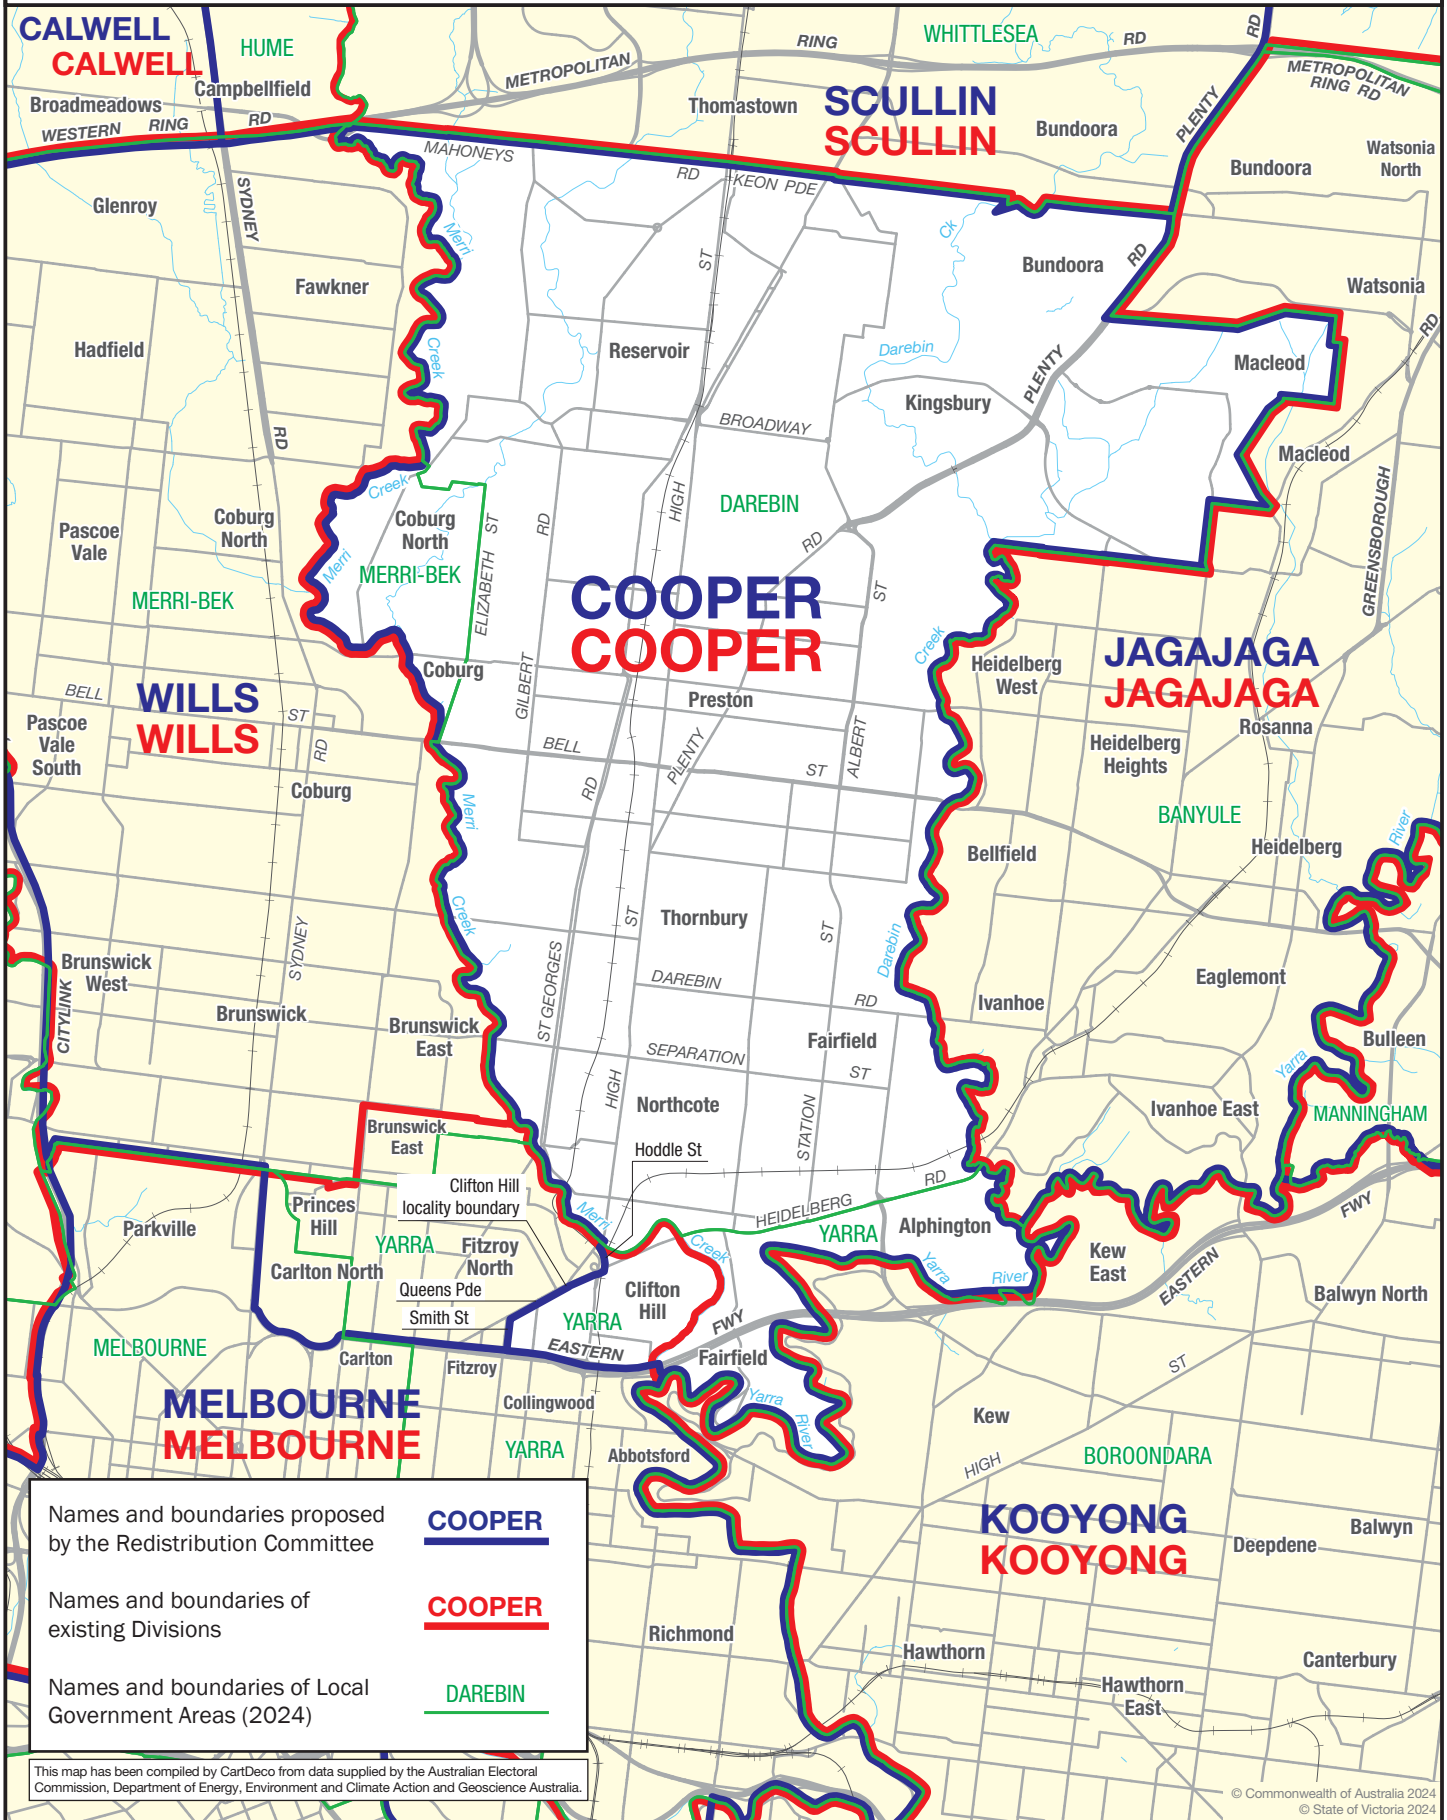 CALWELL
CALWELL
HUME
WHITTLESEA
RING
RD
RD
METROPOLITAN
METROPOLITAN
RING RD
Campbellfield
Broadmeadows
WESTERN
RING
RD
Thomastown
SCULLIN
SCULLIN
Bundoora
PLENTY
Bundoora
Watsonia
North
MAHONEYS
RD
KEON PDE
Glenroy
SYDNEY
Merri
ST
Ck
Bundoora
RD
Fawkner
Watsonia
RD
Hadfield
Creek
Reservoir
Darebin
PLENTY
Macleod
Kingsbury
RD
BROADWAY
Macleod
Creek
HIGH
DAREBIN
GREENSBOROUGH
Pascoe
Vale
Coburg
North
Coburg
North
ST
RD
RD
Merri
MERRI-BEK
MERRI-BEK
ELIZABETH
COOPER
COOPER
ST
Creek
Heidelberg
West
JAGAJAGA
JAGAJAGA
Coburg
GILBERT
Preston
BELL
WILLS
WILLS
ST
Rosanna
Pascoe
Vale
South
RD
BELL
PLENTY
ST
ALBERT
Heidelberg
Heights
Coburg
RD
Merri
BANYULE
River
Bellfield
Heidelberg
Creek
SYDNEY
ST
Thornbury
ST
Darebin
Brunswick
West
CITYLINK
ST GEORGES
DAREBIN
RD
Eaglemont
Ivanhoe
Brunswick
Brunswick
East
SEPARATION
ST
Fairfield
Bulleen
Yarra
HIGH
Northcote
STATION
Ivanhoe East
MANNINGHAM
Brunswick
East
Hoddle St
Clifton Hill
locality boundary
RD
HEIDELBERG
Princes
Hill
Merri
YARRA
Alphington
FWY
Parkville
YARRA
Fitzroy
North
Creek
Kew
East
Carlton North
Yarra
River
EASTERN
Queens Pde
Clifton
Hill
Balwyn North
Smith St
YARRA
FWY
MELBOURNE
EASTERN
Carlton
Fitzroy
Fairfield
ST
MELBOURNE
MELBOURNE
Collingwood
Yarra
River
Kew
YARRA
Abbotsford
HIGH
BOROONDARA
KOOYONG
KOOYONG
Balwyn
Deepdene
Names and boundaries proposed
by the Redistribution Committee
COOPER
Names and boundaries of
existing Divisions
COOPER
Names and boundaries of Local
Government Areas (2024)
DAREBIN
Richmond
Hawthorn
Canterbury
Hawthorn
East
This map has been compiled by CartDeco from data supplied by the Australian Electoral
Commission, Department of Energy, Environment and Climate Action and Geoscience Australia.
© Commonwealth of Australia 2024
© State of Victoria 2024